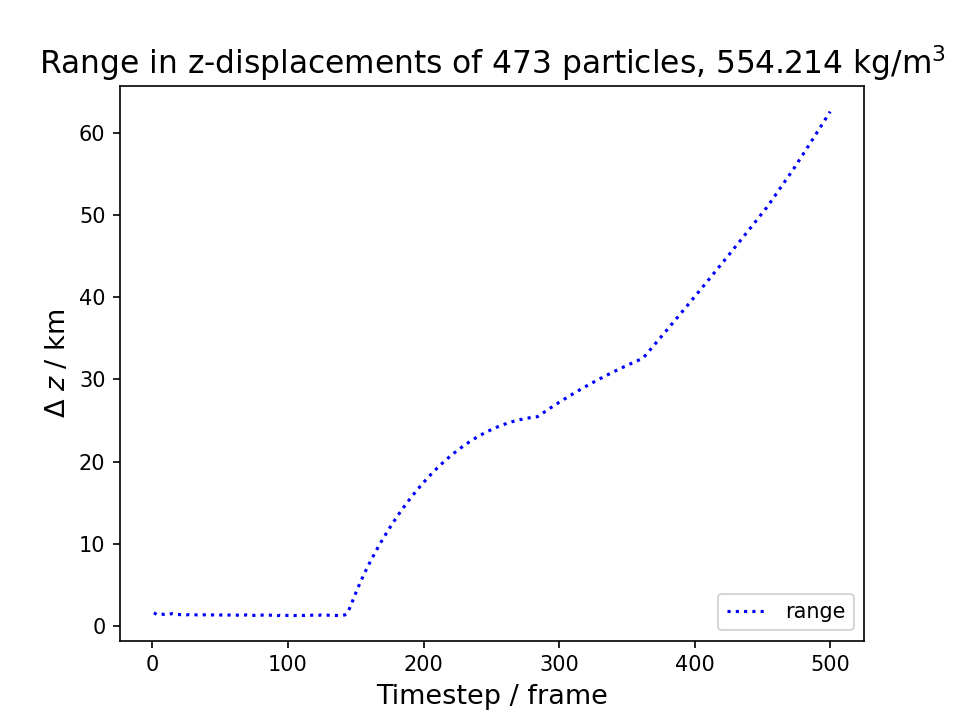 Range in z-displacements of 473 particles, 554.214 kg/m³
60
50
40
30
20
10
0
Δ z / km
range
0 100 200 300 400 500
Timestep / frame